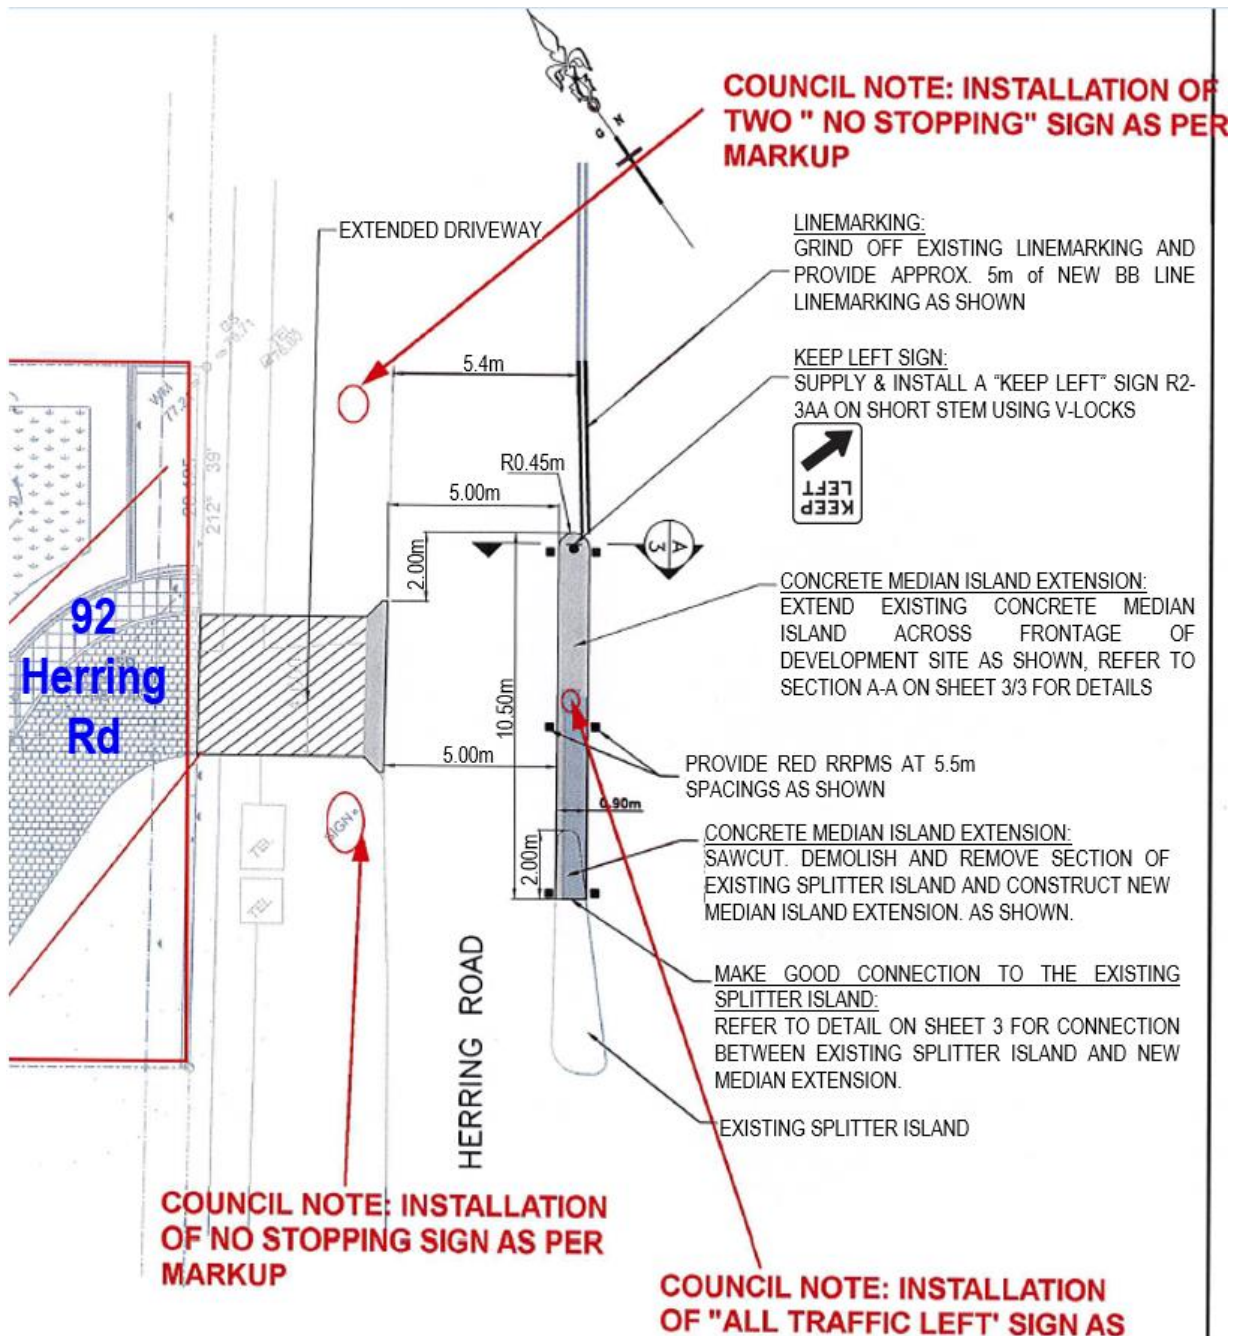 COUNCIL NOTE: INSTALLATION OF
TWO " NO STOPPING" SIGN AS PER
MARKUP
G N
EXTENDED DRIVEWAY
LINEMARKING:
GRIND OFF EXISTING LINEMARKING AND
PROVIDE APPROX. 5m of NEW BB LINE
LINEMARKING AS SHOWN
5.4m
KEEP LEFT SIGN:
SUPPLY & INSTALL A "KEEP LEFT" SIGN R2-
3AA ON SHORT STEM USING V-LOCKS
KEEP
LEFT
WM
212° 39'
R0.45m
5.00m
2.00m
A
3
CONCRETE MEDIAN ISLAND EXTENSION:
EXTEND EXISTING CONCRETE MEDIAN
ISLAND ACROSS FRONTAGE OF
DEVELOPMENT SITE AS SHOWN, REFER TO
SECTION A-A ON SHEET 3/3 FOR DETAILS
92
Herring
Rd
10.50m
5.00m
PROVIDE RED RRPMS AT 5.5m
SPACINGS AS SHOWN
0.90m
SIGN
TEL
TEL
2.00m
CONCRETE MEDIAN ISLAND EXTENSION:
SAWCUT. DEMOLISH AND REMOVE SECTION OF
EXISTING SPLITTER ISLAND AND CONSTRUCT NEW
MEDIAN ISLAND EXTENSION. AS SHOWN.
HERRING ROAD
MAKE GOOD CONNECTION TO THE EXISTING
SPLITTER ISLAND:
REFER TO DETAIL ON SHEET 3 FOR CONNECTION
BETWEEN EXISTING SPLITTER ISLAND AND NEW
MEDIAN EXTENSION.
EXISTING SPLITTER ISLAND
COUNCIL NOTE: INSTALLATION
OF NO STOPPING SIGN AS PER
MARKUP
COUNCIL NOTE: INSTALLATION
OF "ALL TRAFFIC LEFT' SIGN AS